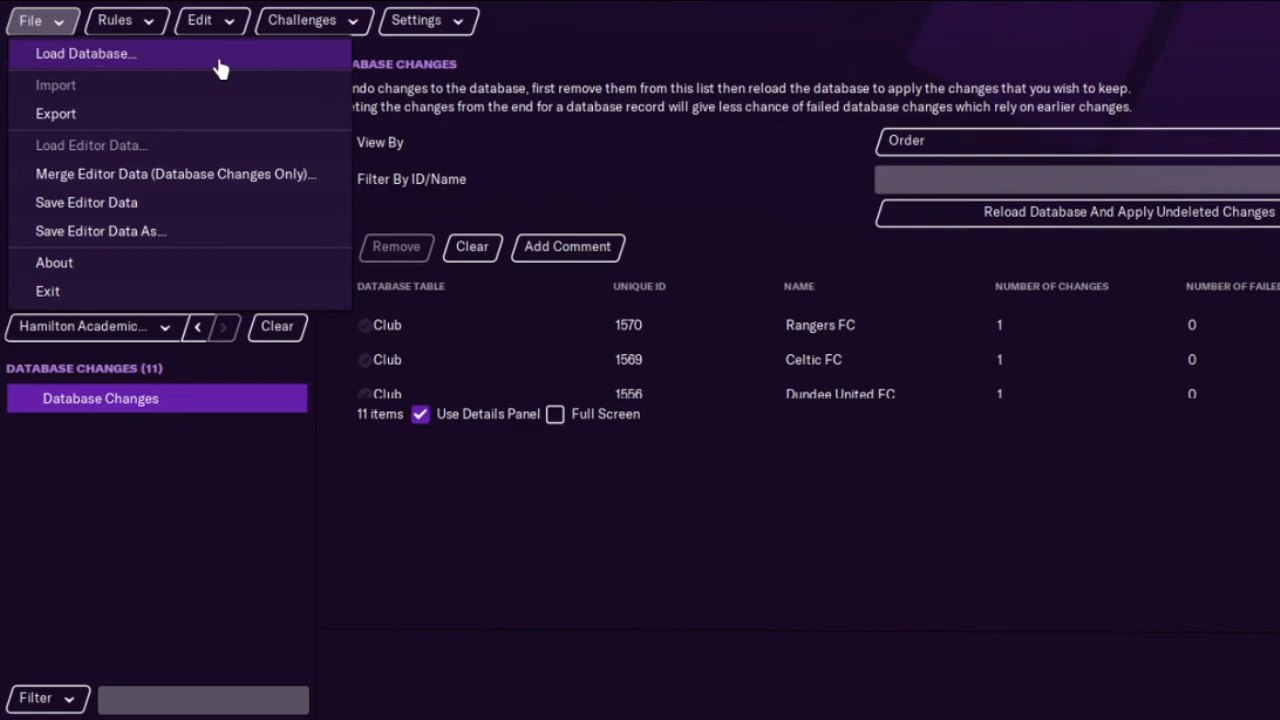 File Rules Edit Challenges Settings
Load Database...
Import
Export
Load Editor Data...
Merge Editor Data (Database Changes Only)...
Save Editor Data
Save Editor Data As...
About
Exit
Hamilton Academic... Clear
DATABASE CHANGES (11)
Database Changes
Filter
ABASE CHANGES
ndo changes to the database, first remove them from this list then reload the database to apply the changes that you wish to keep.
eting the changes from the end for a database record will give less chance of failed database changes which rely on earlier changes.
View By Order
Filter By ID/Name
Reload Database And Apply Undeleted Changes
Remove Clear Add Comment
DATABASE TABLE UNIQUE ID NAME NUMBER OF CHANGES NUMBER OF FAILED
Club 1570 Rangers FC 1 0
Club 1569 Celtic FC 1 0
Club 1556 Dundee United FC 1 0
11 items Use Details Panel Full Screen